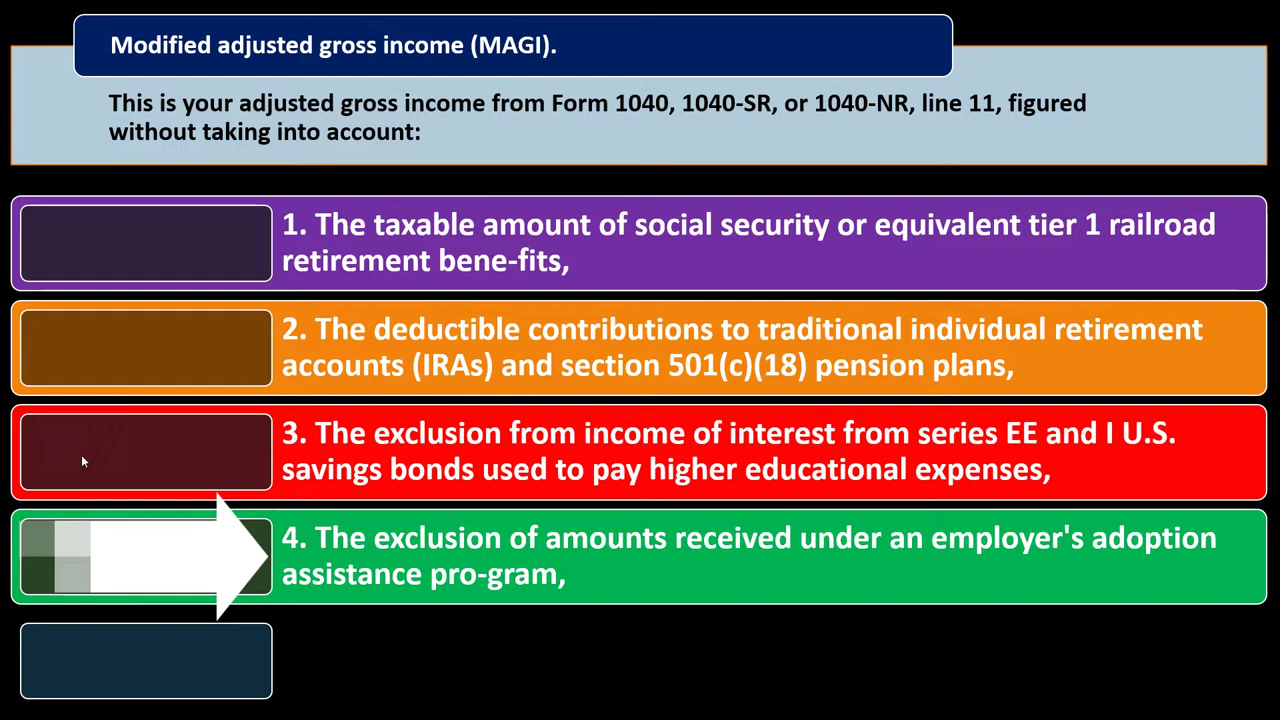 Modified adjusted gross income (MAGI).
This is your adjusted gross income from Form 1040, 1040-SR, or 1040-NR, line 11, figured
without taking into account:
1. The taxable amount of social security or equivalent tier 1 railroad
retirement bene-fits,
2. The deductible contributions to traditional individual retirement
accounts (IRAs) and section 501(c)(18) pension plans,
3. The exclusion from income of interest from series EE and I U.S.
savings bonds used to pay higher educational expenses,
4. The exclusion of amounts received under an employer's adoption
assistance pro-gram,